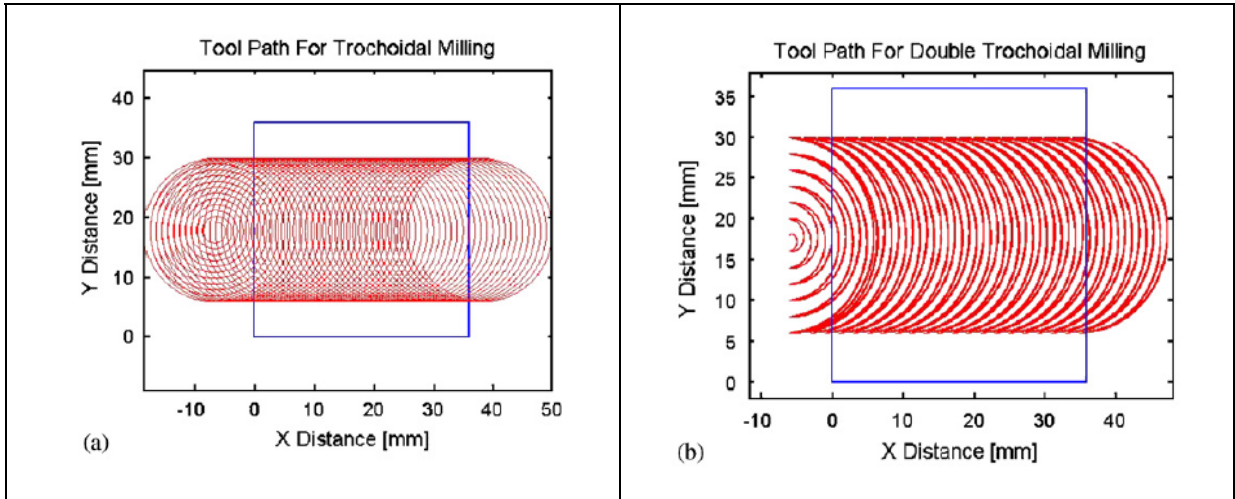 Tool Path For Trochoidal Milling
40
30
20
10
0
Y Distance [mm]
-10 0 10 20 30 40 50
X Distance [mm]
(a)
Tool Path For Double Trochoidal Milling
35
30
25
20
15
10
5
0
Y Distance [mm]
-10 0 10 20 30 40
X Distance [mm]
(b)